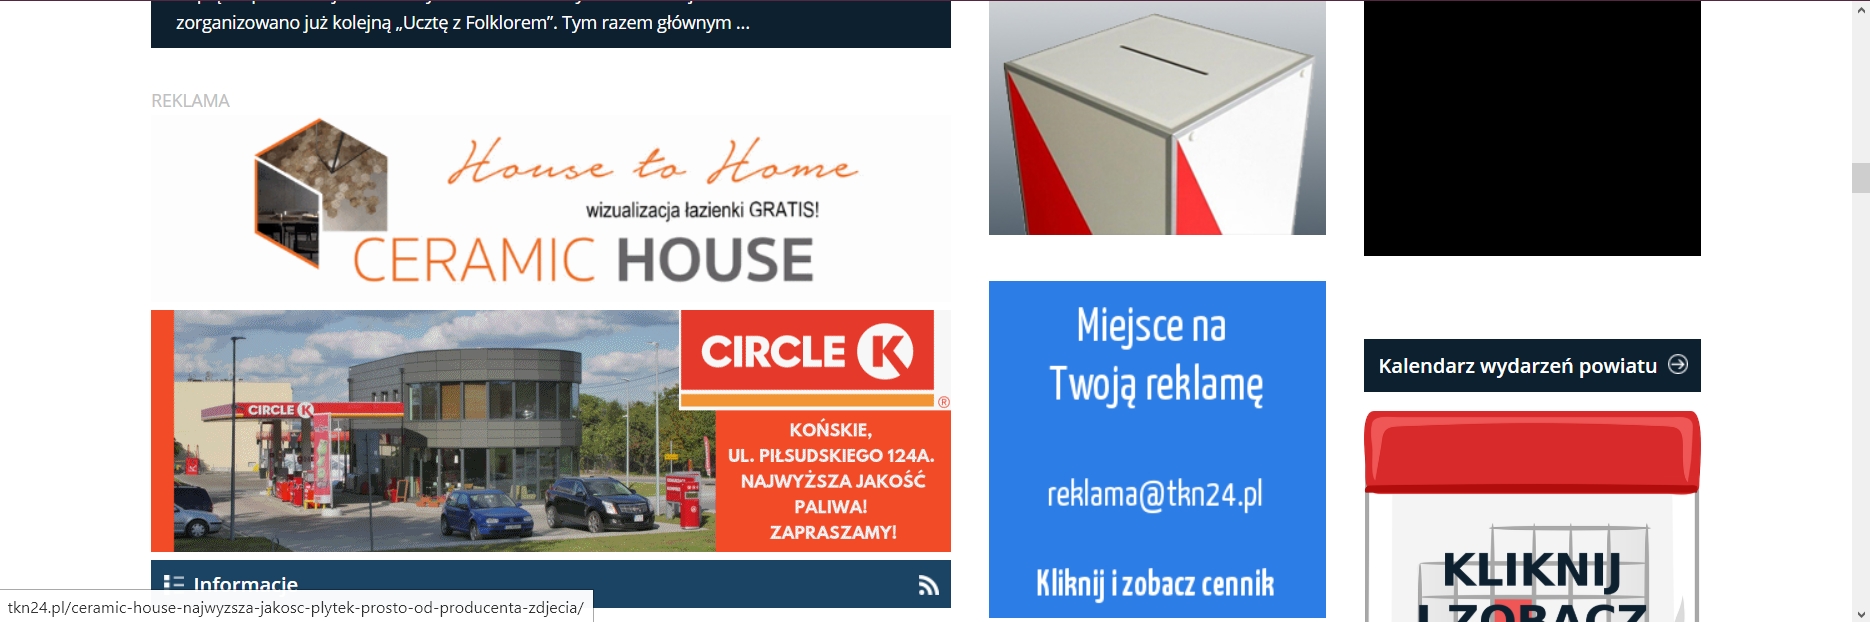 zorganizowano już kolejną „Ucztę z Folklorem”. Tym razem głównym ...
REKLAMA
House to Home
wizualizacja łazienki GRATIS!
CERAMIC HOUSE
CIRCLE K
®
CIRCLE K
KOŃSKIE,
UL. PIŁSUDSKIEGO 124A.
NAJWYŻSZA JAKOŚĆ
PALIWA!
ZAPRASZAMY!
Informacje
tkn24.pl/ceramic-house-najwyzsza-jakosc-plytek-prosto-od-producenta-zdjecia/
Miejsce na
Twoją reklamę
reklama@tkn24.pl
Kliknij i zobacz cennik
Kalendarz wydarzeń powiatu
KLIKNIJ
I ZOBACZ